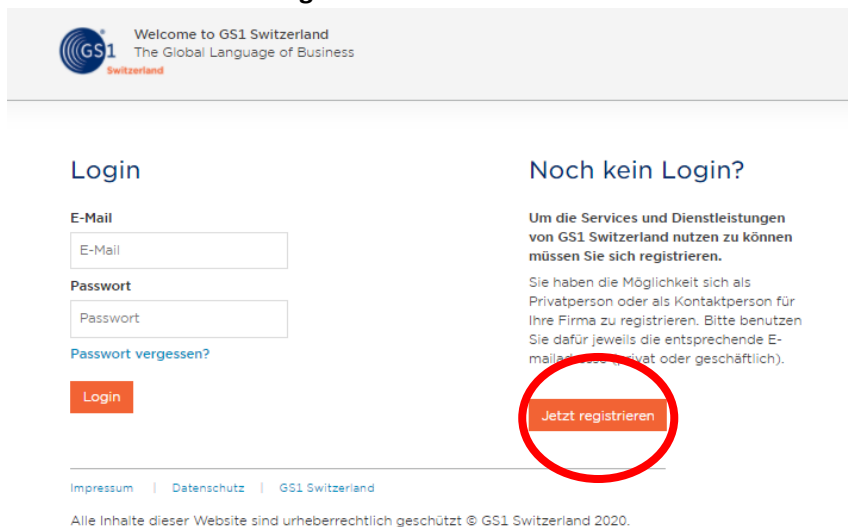 Welcome to GS1 Switzerland
The Global Language of Business
GS1
Switzerland
Login
E-Mail
E-Mail
Passwort
Passwort
Passwort vergessen?
Login
Noch kein Login?
Um die Services und Dienstleistungen
von GS1 Switzerland nutzen zu können
müssen Sie sich registrieren.
Sie haben die Möglichkeit sich als
Privatperson oder als Kontaktperson für
Ihre Firma zu registrieren. Bitte benutzen
Sie dafür jeweils die entsprechende E-
mailadresse (privat oder geschäftlich).
Jetzt registrieren
Impressum | Datenschutz | GS1 Switzerland
Alle Inhalte dieser Website sind urheberrechtlich geschützt © GS1 Switzerland 2020.